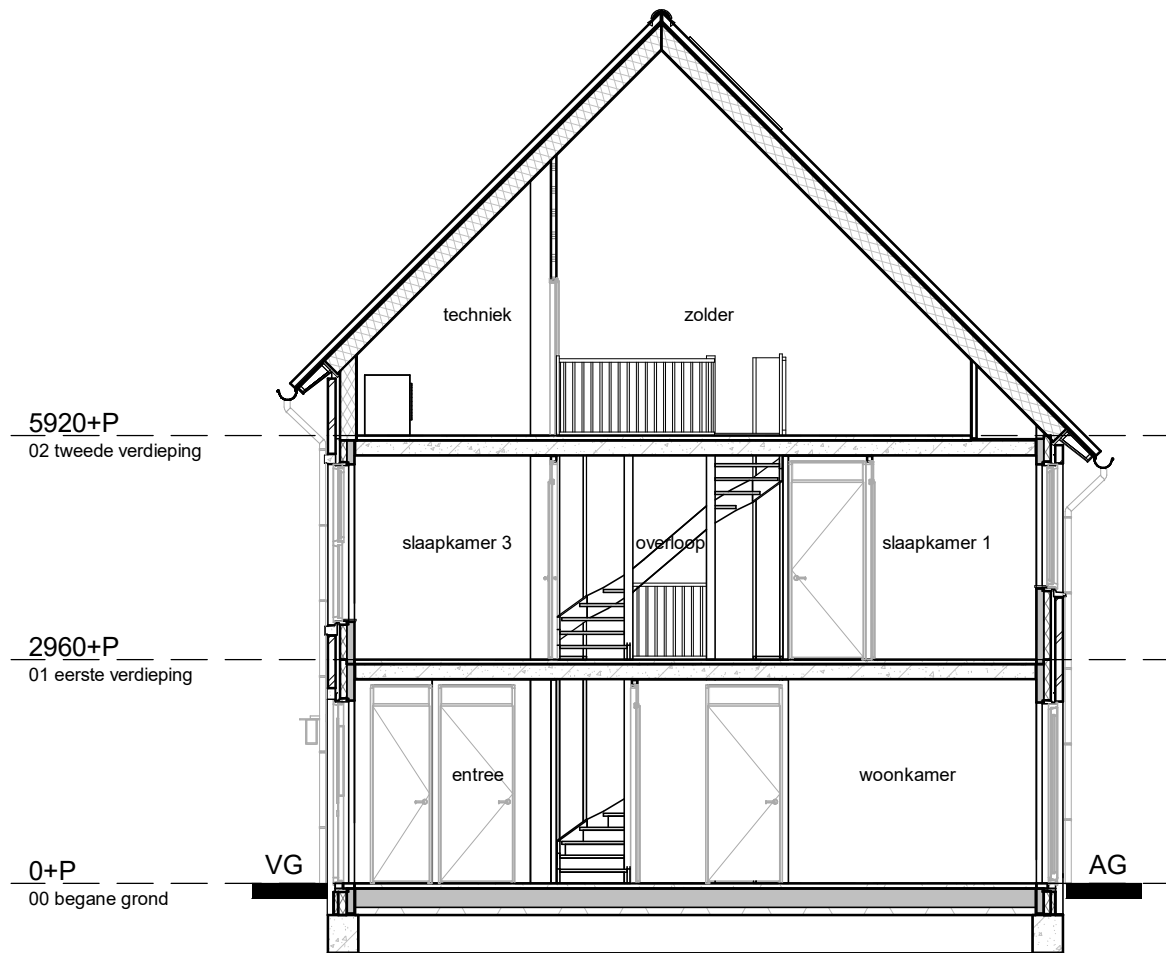 techniek
zolder
5920+P
02 tweede verdieping
slaapkamer 3
overloop
slaapkamer 1
2960+P
01 eerste verdieping
entree
woonkamer
0+P
00 begane grond
VG
AG